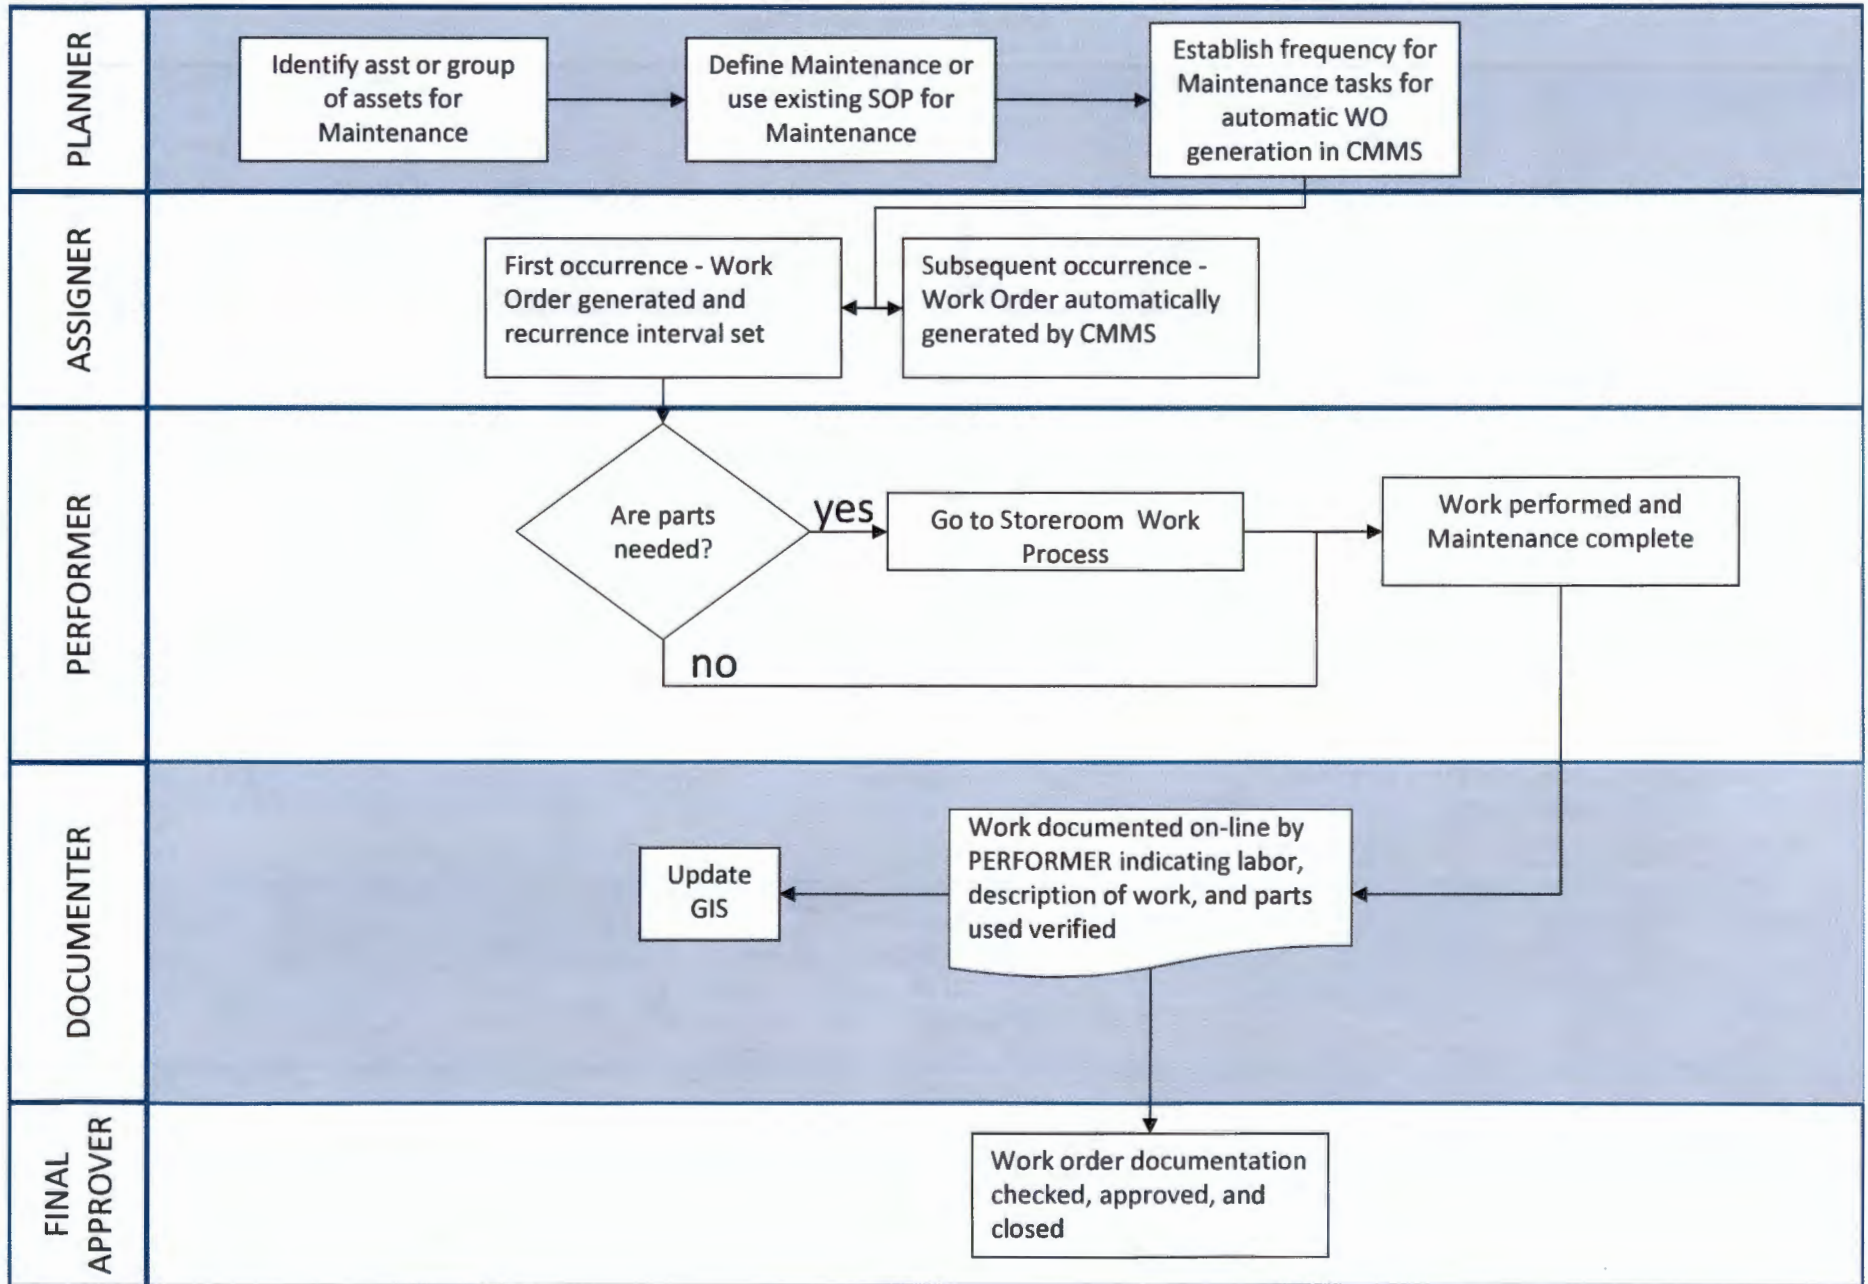 PLANNER
Identify asst or group
of assets for
Maintenance
Define Maintenance or
use existing SOP for
Maintenance
Establish frequency for
Maintenance tasks for
automatic WO
generation in CMMS
ASSIGNER
First occurrence - Work
Order generated and
recurrence interval set
Subsequent occurrence -
Work Order automatically
generated by CMMS
PERFORMER
Are parts
needed?
yes
Go to Storeroom Work
Process
Work performed and
Maintenance complete
no
DOCUMENTER
Update
GIS
Work documented on-line by
PERFORMER indicating labor,
description of work, and parts
used verified
FINAL
APPROVER
Work order documentation
checked, approved, and
closed